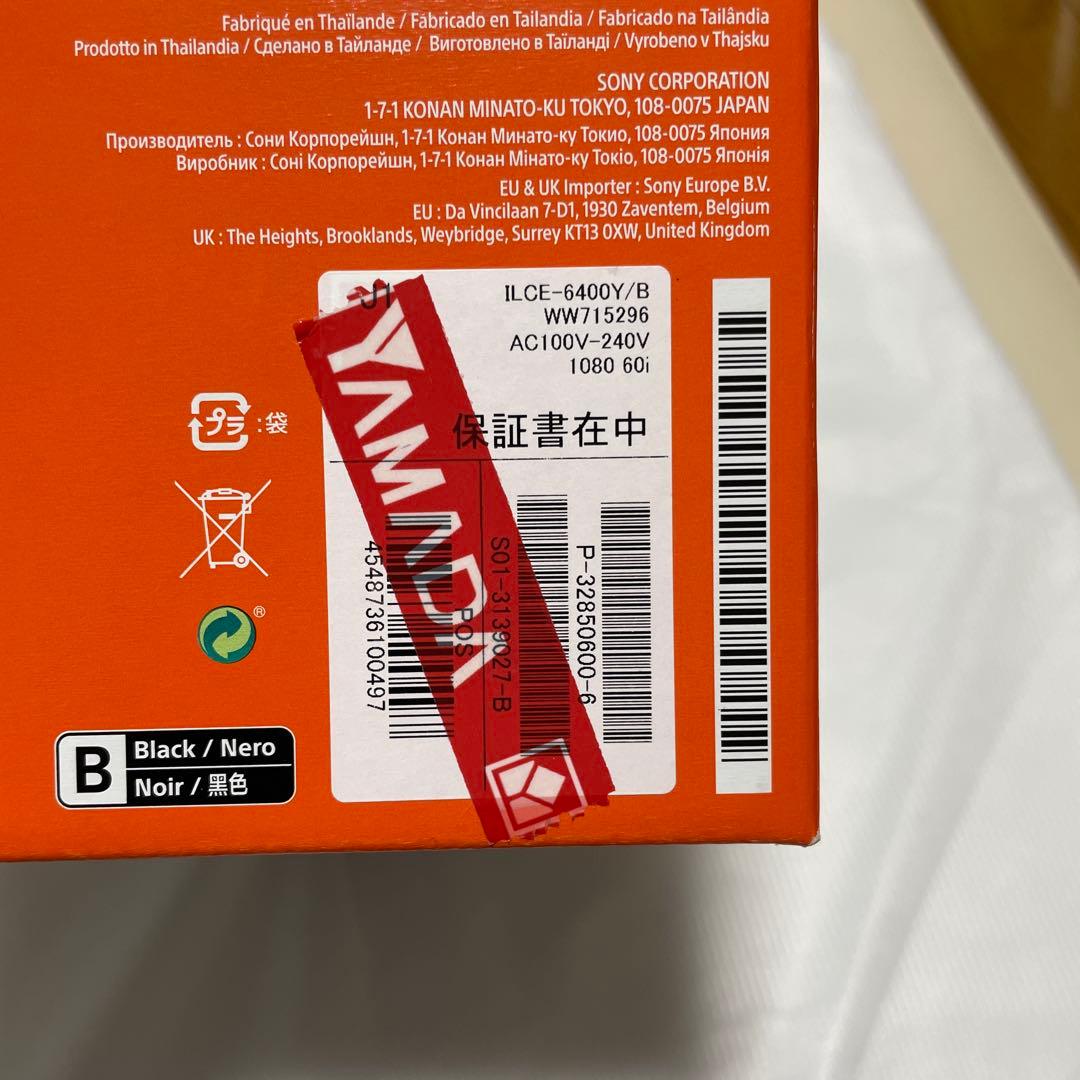 Fabriqué en Thaïlande / Fabricado en Tailandia / Fabricado na Tailândia
Prodotto in Thailandia / Сделано в Тайланде / Виготовлено в Таїланді / Vyrobeno v Thajsku
SONY CORPORATION
1-7-1 KONAN MINATO-KU TOKYO, 108-0075 JAPAN
Производитель : Сони Корпорейшн, 1-7-1 Конан Минато-ку Токио, 108-0075 Япония
Виробник : Соні Корпорейшн, 1-7-1 Конан Мінато-ку Токіо, 108-0075 Японія
EU & UK Importer : Sony Europe B.V.
EU : Da Vincilaan 7-D1, 1930 Zaventem, Belgium
UK : The Heights, Brooklands, Weybridge, Surrey KT13 0XW, United Kingdom
J1
ILCE-6400Y/B
WW715296
AC100V-240V
1080 60i
保証書在中
YAMADA
プラ :袋
4548736100497
POS
S01-3139027-B
P-32850600-6
®
B
Black / Nero
Noir / 黑色